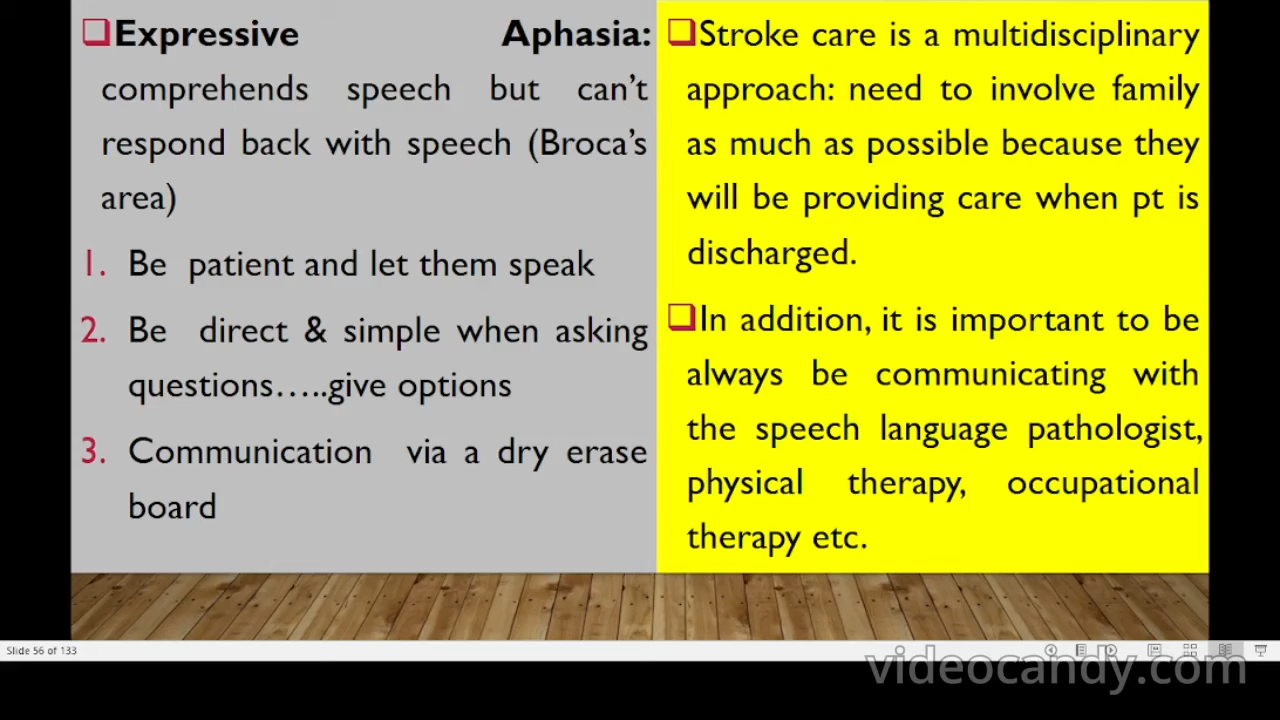 Expressive Aphasia:
comprehends speech but can't
respond back with speech (Broca's
area)
1. Be patient and let them speak
2. Be direct & simple when asking
questions…..give options
3. Communication via a dry erase
board
Stroke care is a multidisciplinary
approach: need to involve family
as much as possible because they
will be providing care when pt is
discharged.
In addition, it is important to be
always be communicating with
the speech language pathologist,
physical therapy, occupational
therapy etc.
Slide 56 of 133
videocandy.com